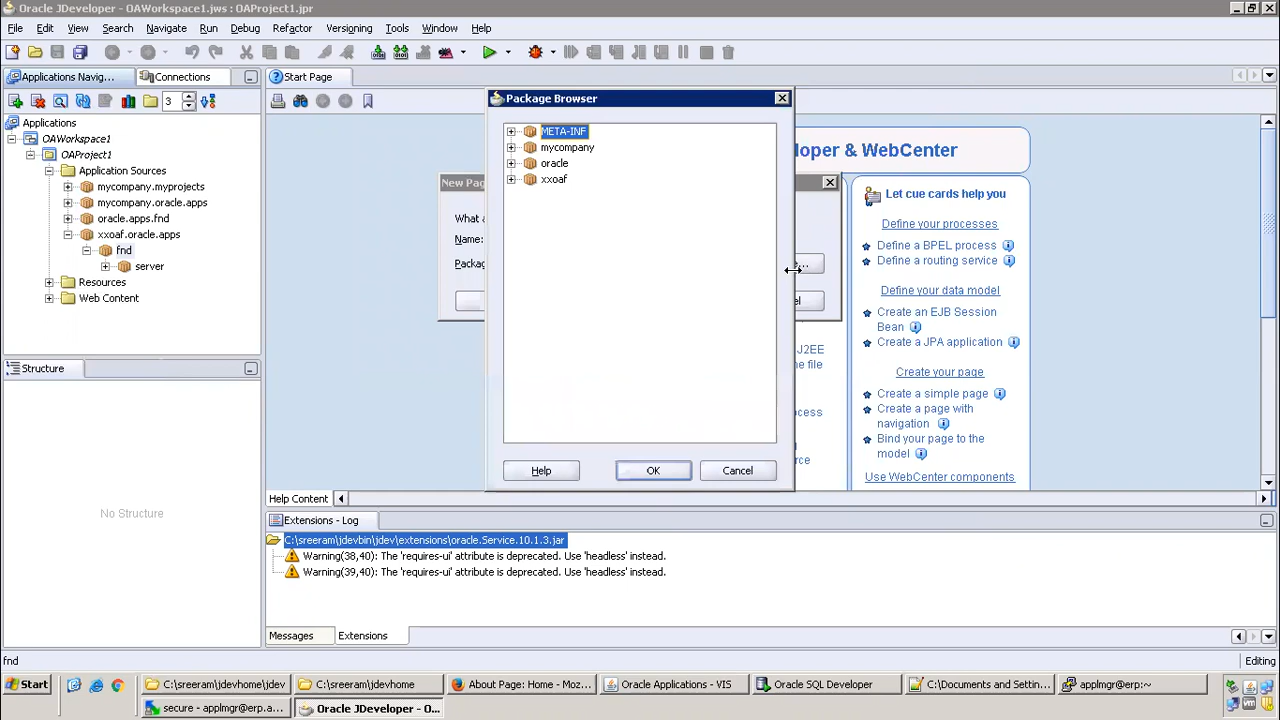 Oracle JDeveloper - OAWorkspace1.jws : OAProject1.jpr
File Edit View Search Navigate Run Debug Refactor Versioning Tools Window Help
Applications Navig...
Connections
Start Page
3
Applications
OAWorkspace1
OAProject1
Application Sources
mycompany.myprojects
mycompany.oracle.apps
oracle.apps.fnd
xxoaf.oracle.apps
fnd
server
Resources
Web Content
Structure
No Structure
New Pag
What a
Name:
Packag
Package Browser
META-INF
mycompany
oracle
xxoaf
Help
OK
Cancel
loper & WebCenter
Let cue cards help you
Define your processes
Define a BPEL process
Define a routing service
Define your data model
Create an EJB Session
Bean
Create a JPA application
J2EE
he file
Create your page
Create a simple page
Create a page with
navigation
Bind your page to the
model
Use WebCenter components
ocess
rce
Help Content
Extensions - Log
C:\sreeram\jdevbin\jdev\extensions\oracle.Service.10.1.3.jar
Warning(38,40): The 'requires-ui' attribute is deprecated. Use 'headless' instead.
Warning(39,40): The 'requires-ui' attribute is deprecated. Use 'headless' instead.
Messages
Extensions
fnd
Editing
Start
C:\sreeram\jdevhome\jdev
C:\sreeram\jdevhome
About Page: Home - Moz...
Oracle Applications - VIS
Oracle SQL Developer
C:\Documents and Settin...
applmgr@erp:~
secure - applmgr@erp.a...
Oracle JDeveloper - O...